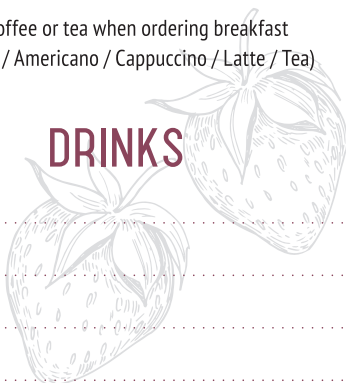 offee or tea when ordering breakfast
/ Americano / Cappuccino / Latte / Tea)
DRINKS